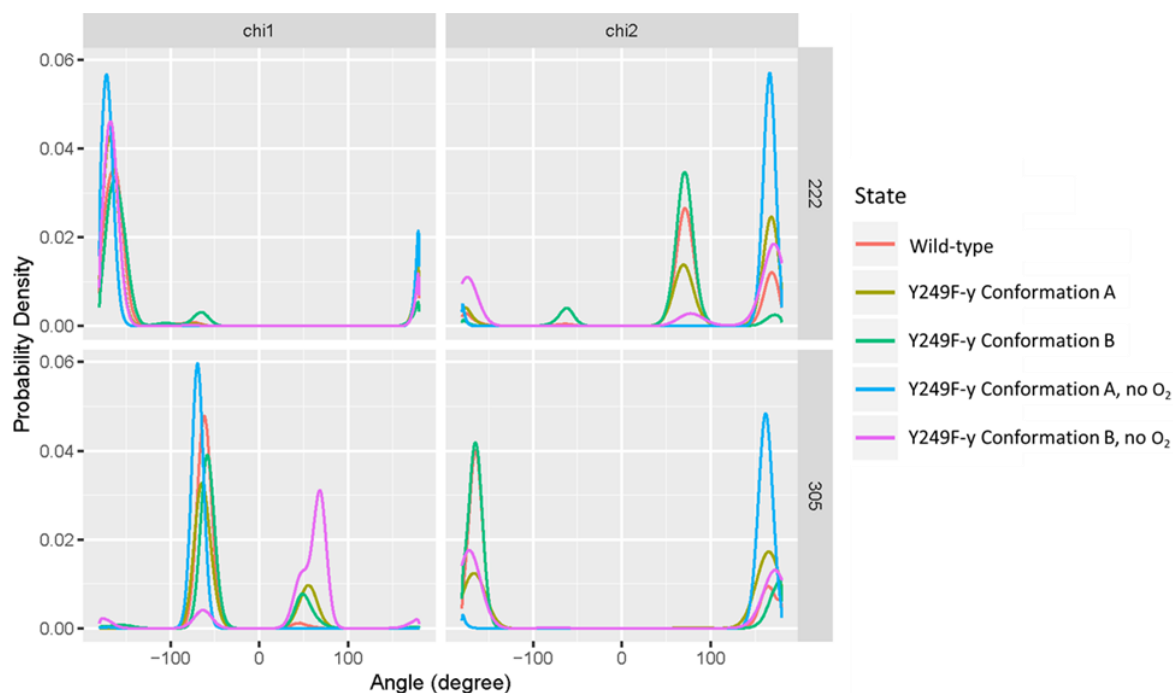 chi1 chi2
0.06
0.04
0.02
0.00
222
0.06
0.04
0.02
0.00
305
Probability Density
−100 0 100 −100 0 100
Angle (degree)
State
Wild-type
Y249F-y Conformation A
Y249F-y Conformation B
Y249F-y Conformation A, no O₂
Y249F-y Conformation B, no O₂